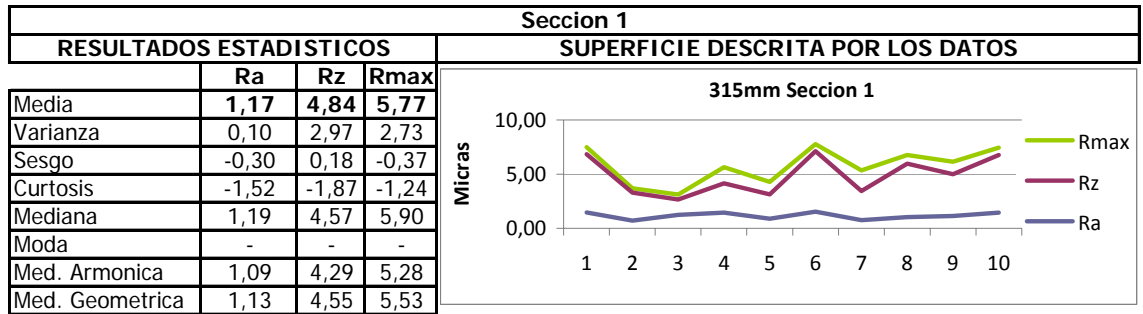 Seccion 1
RESULTADOS ESTADISTICOS
SUPERFICIE DESCRITA POR LOS DATOS
Ra Rz Rmax
Media 1,17 4,84 5,77
Varianza 0,10 2,97 2,73
Sesgo -0,30 0,18 -0,37
Curtosis -1,52 -1,87 -1,24
Mediana 1,19 4,57 5,90
Moda - - -
Med. Armonica 1,09 4,29 5,28
Med. Geometrica 1,13 4,55 5,53
315mm Seccion 1
Micras
10,00
5,00
0,00
1 2 3 4 5 6 7 8 9 10
Rmax
Rz
Ra